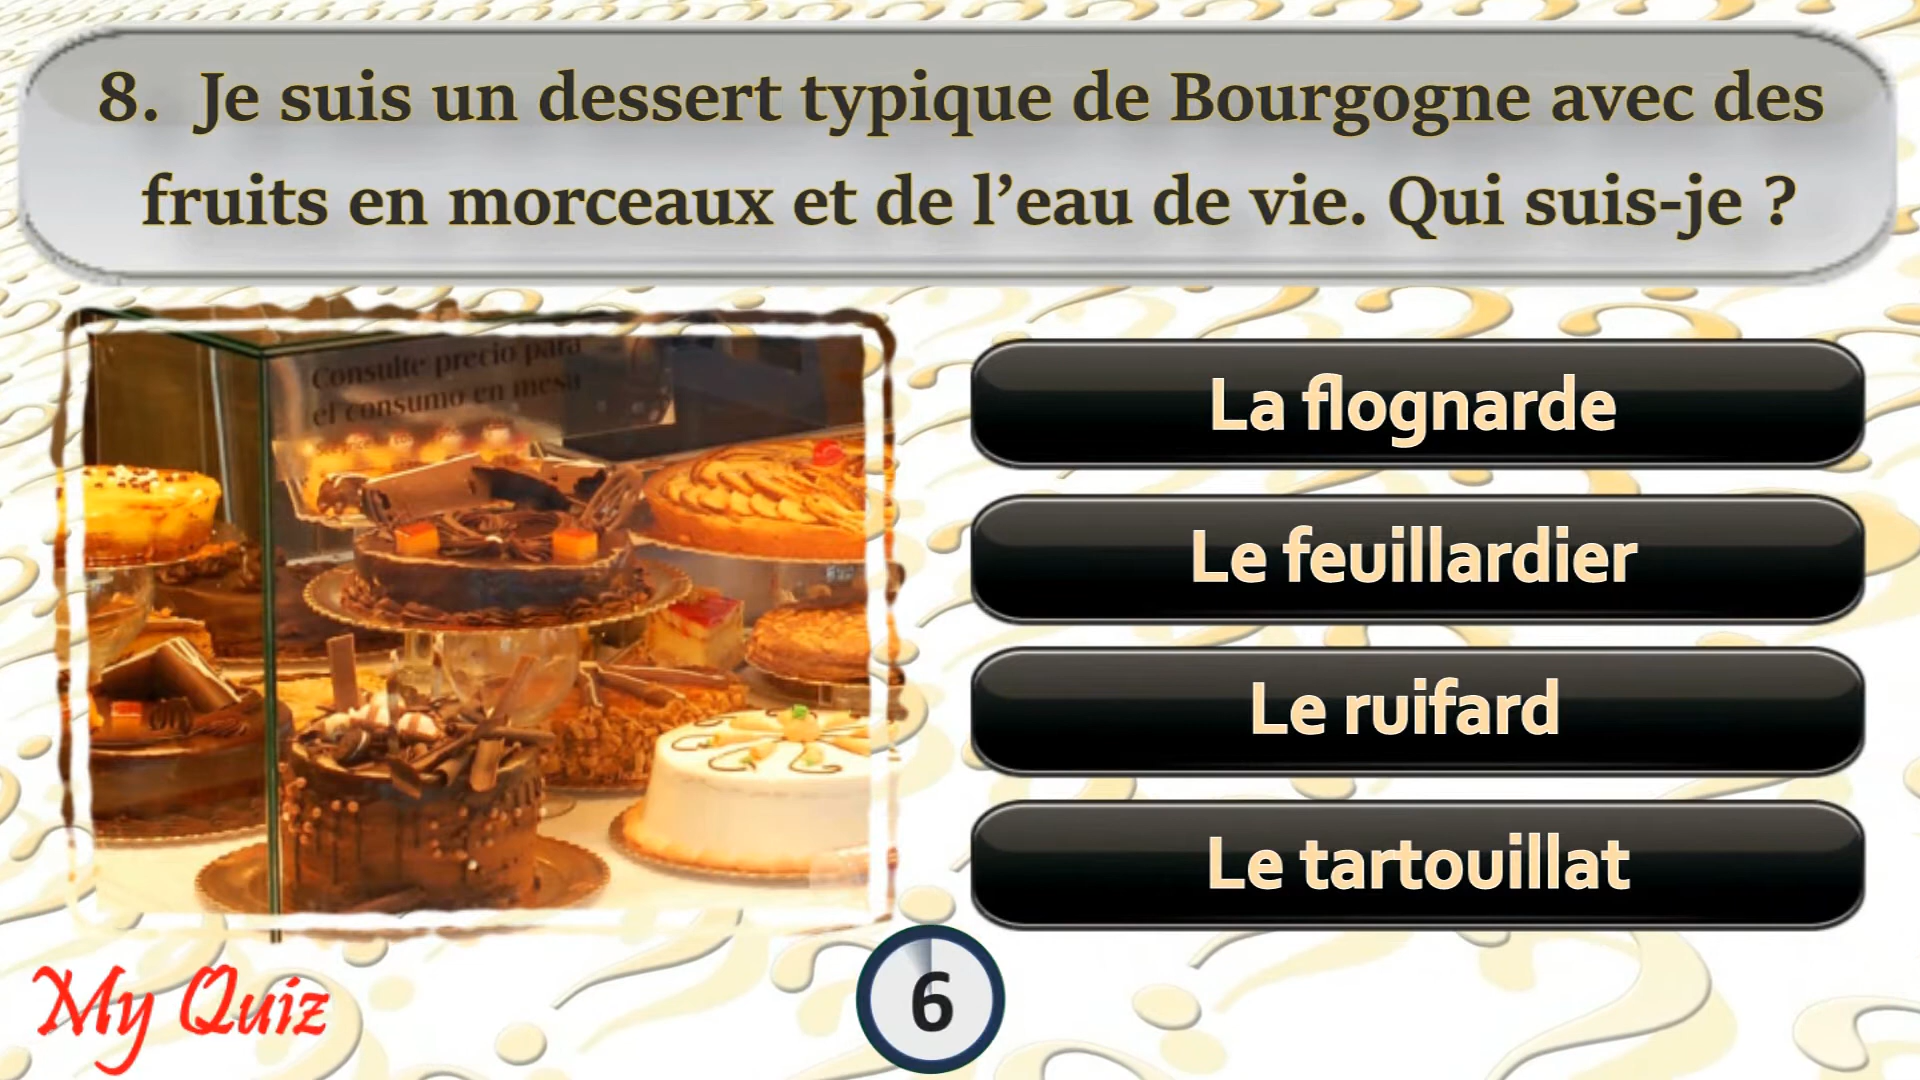 8. Je suis un dessert typique de Bourgogne avec des
fruits en morceaux et de l’eau de vie. Qui suis-je ?
Consulte precio para
el consumo en mesa
La flognarde
Le feuillardier
Le ruifard
Le tartouillat
My Quiz
6